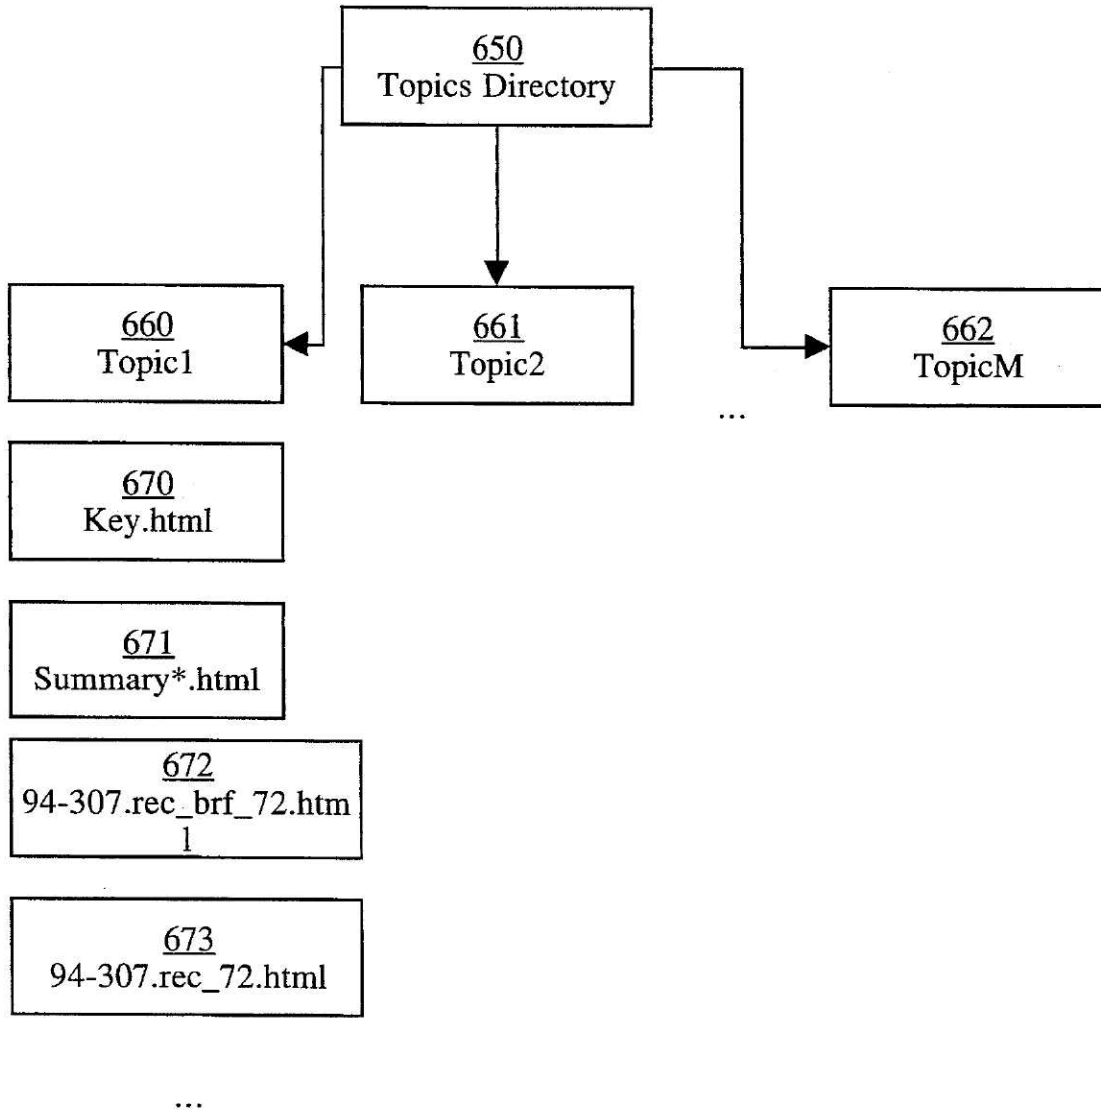 650
Topics Directory
660
Topic1
661
Topic2
662
TopicM
...
670
Key.html
671
Summary*.html
672
94-307.rec_brf_72.htm
l
673
94-307.rec_72.html
...